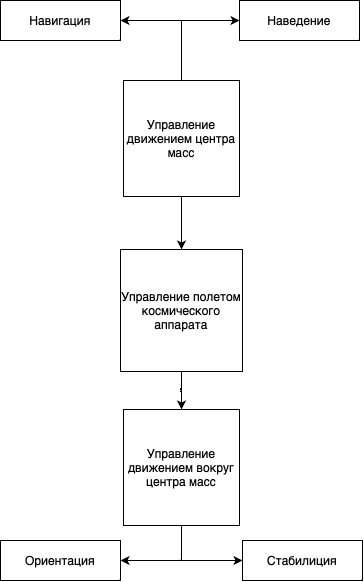 Навигация
Наведение
Управление
движением центра
масс
Управление полетом
космического
аппарата
Управление
движением вокруг
центра масс
Ориентация
Стабилиция